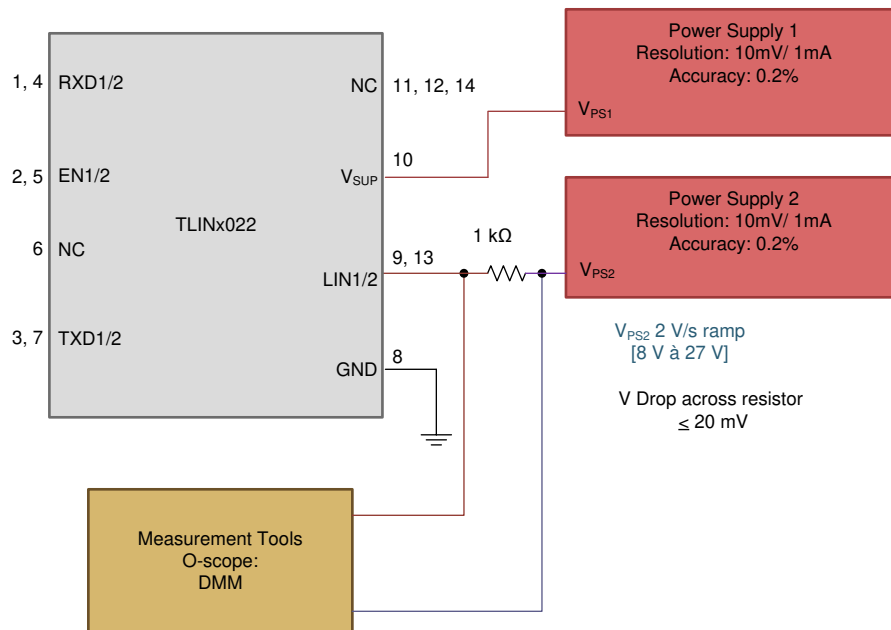 Power Supply 1
Resolution: 10mV/ 1mA
Accuracy: 0.2%
VPS1
1, 4 RXD1/2
NC 11, 12, 14
2, 5 EN1/2
10
VSUP
TLINx022
6 NC
9, 13
LIN1/2
1 kΩ
Power Supply 2
Resolution: 10mV/ 1mA
Accuracy: 0.2%
VPS2
3, 7 TXD1/2
8
GND
VPS2 2 V/s ramp
[8 V à 27 V]
V Drop across resistor
≤ 20 mV
Measurement Tools
O-scope:
DMM